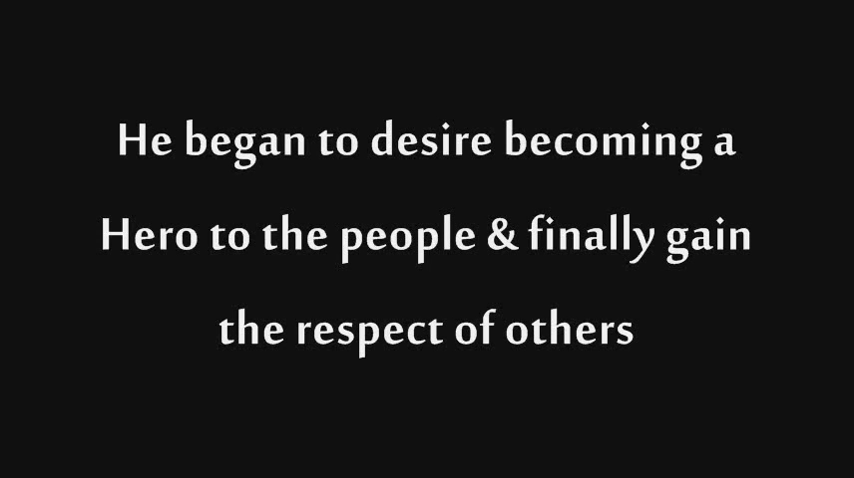 He began to desire becoming a
Hero to the people & finally gain
the respect of others